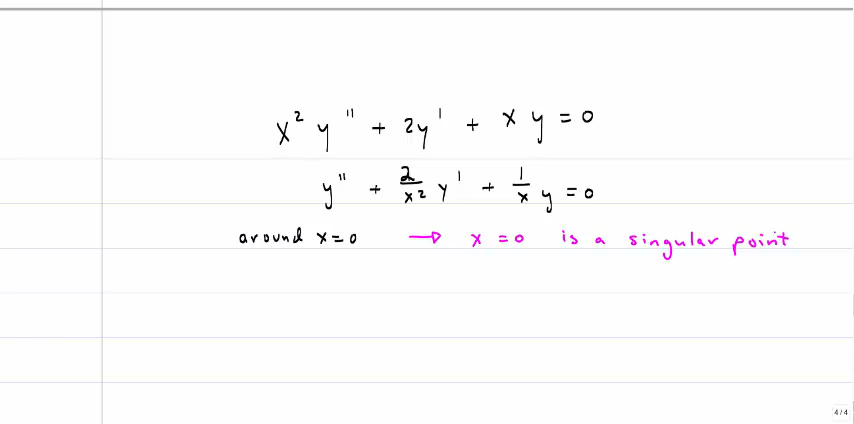 x² y'' + 2y' + x y = 0
y'' + 2/x² y' + 1/x y = 0
around x = 0 → x = 0 is a singular point
4 / 4